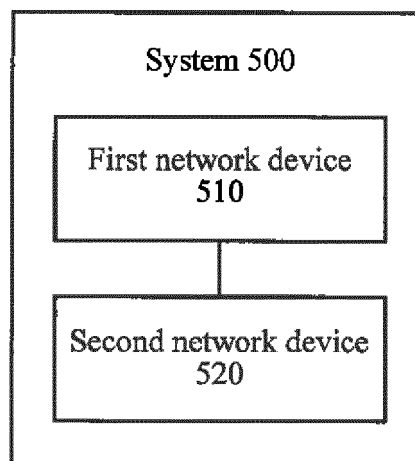 System 500
First network device
510
Second network device
520